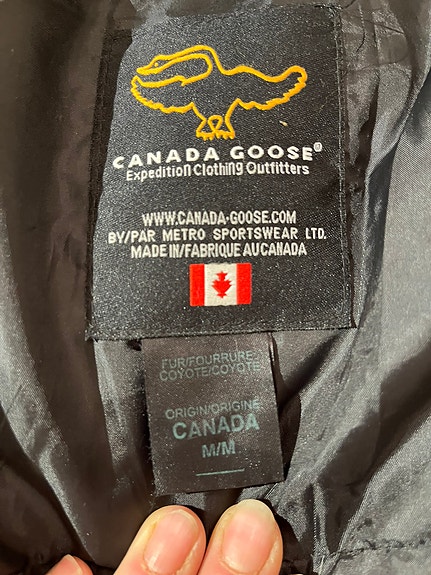 CANADA GOOSE®
Expedition Clothing Outfitters
WWW.CANADA-GOOSE.COM
BY/PAR METRO SPORTSWEAR LTD.
MADE IN/FABRIQUE AU CANADA
FUR/FOURRURE
COYOTE/COYOTE
ORIGIN/ORIGINE
CANADA
M/M